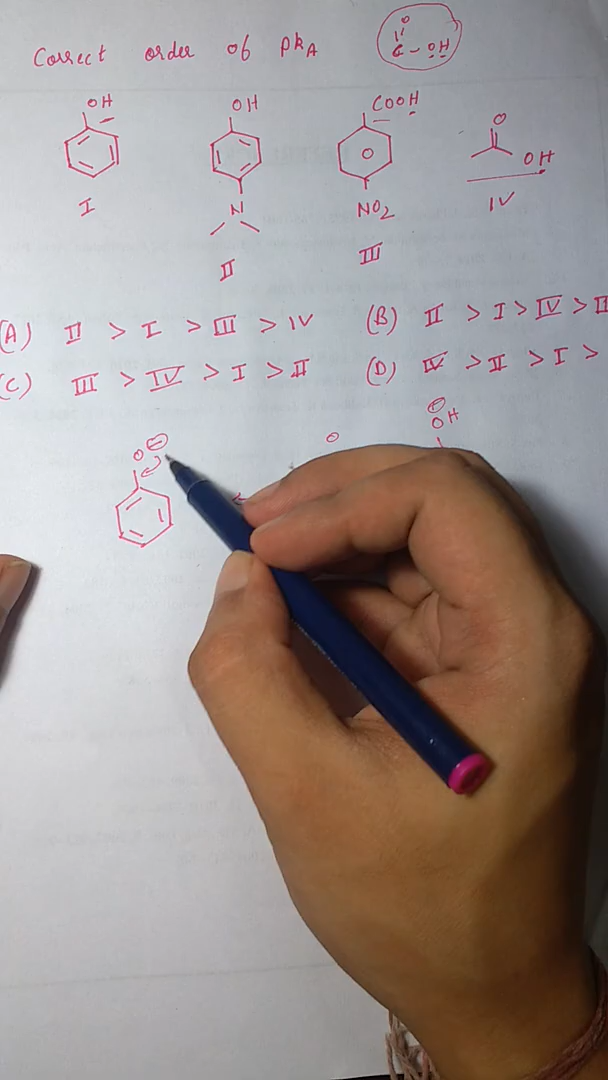 Correct order of PKA
O
C - OH
OH OH COOH O
OH
N NO2
I II III IV
(A) II > I > III > IV (B) II > I > IV > II
(C) III > IV > I > II (D) IV > II > I >
O ⊖ ⊖ ⊕
OH